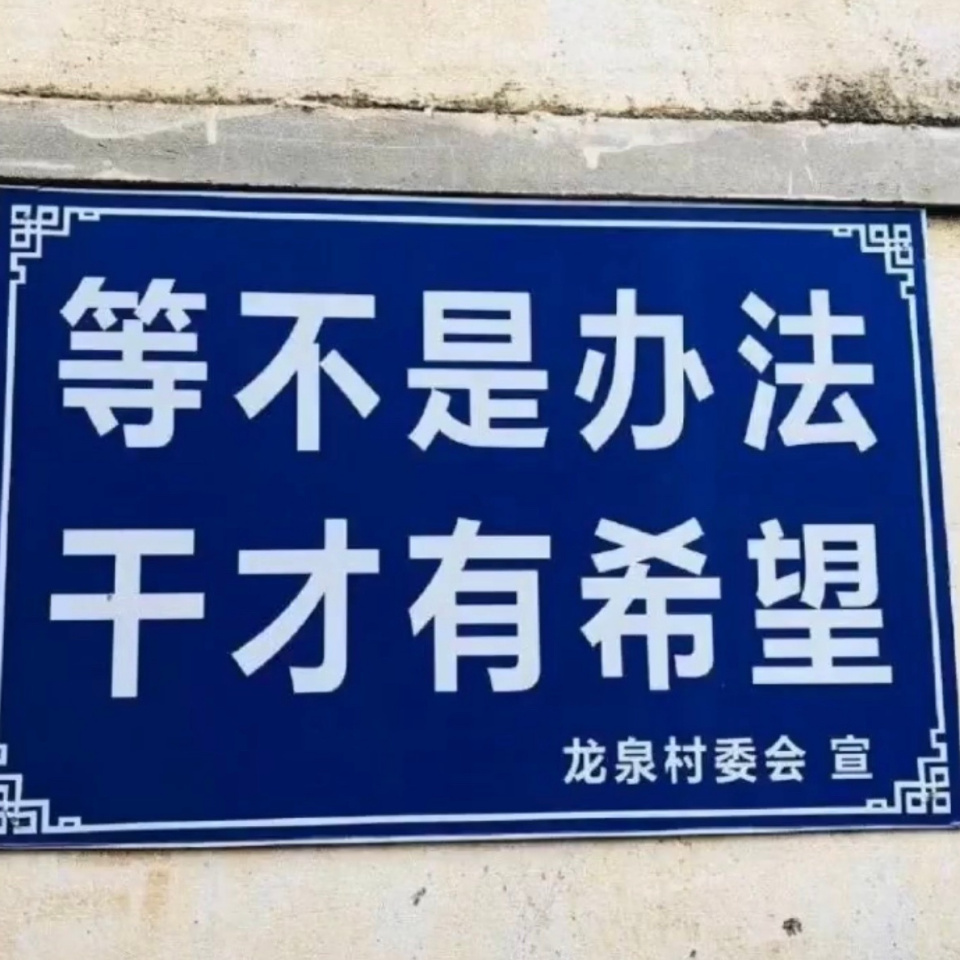 等不是办法
干才有希望
龙泉村委会 宣